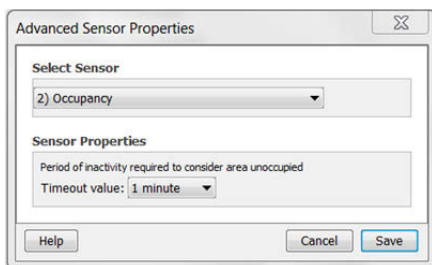 Advanced Sensor Properties
Select Sensor
2) Occupancy
Sensor Properties
Period of inactivity required to consider area unoccupied
Timeout value: 1 minute
Help Cancel Save